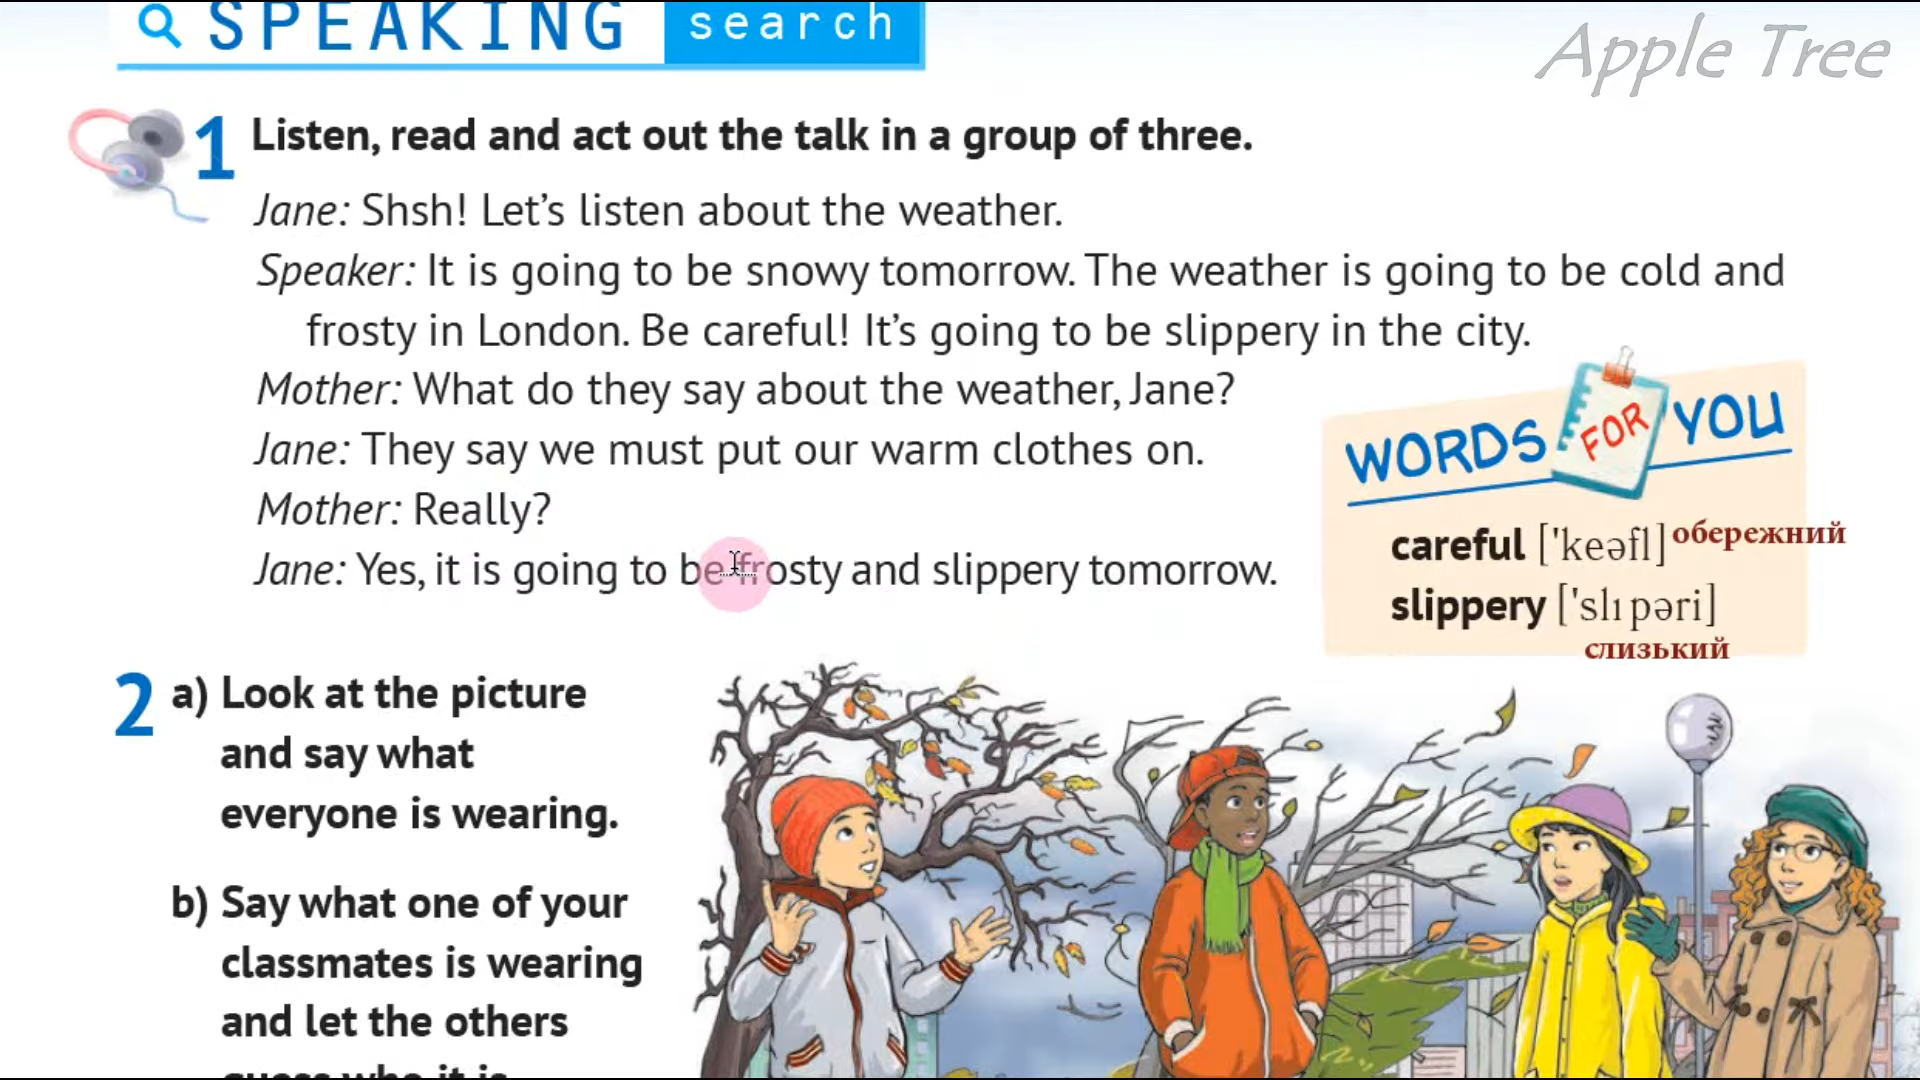 SPEAKING search
Apple Tree
1 Listen, read and act out the talk in a group of three.
Jane: Shsh! Let’s listen about the weather.
Speaker: It is going to be snowy tomorrow. The weather is going to be cold and
frosty in London. Be careful! It’s going to be slippery in the city.
Mother: What do they say about the weather, Jane?
Jane: They say we must put our warm clothes on.
Mother: Really?
Jane: Yes, it is going to be frosty and slippery tomorrow.
WORDS FOR YOU
careful ['keəfl] обережний
slippery ['slıpəri]
слизький
2 a) Look at the picture
and say what
everyone is wearing.
b) Say what one of your
classmates is wearing
and let the others
guess who it is.